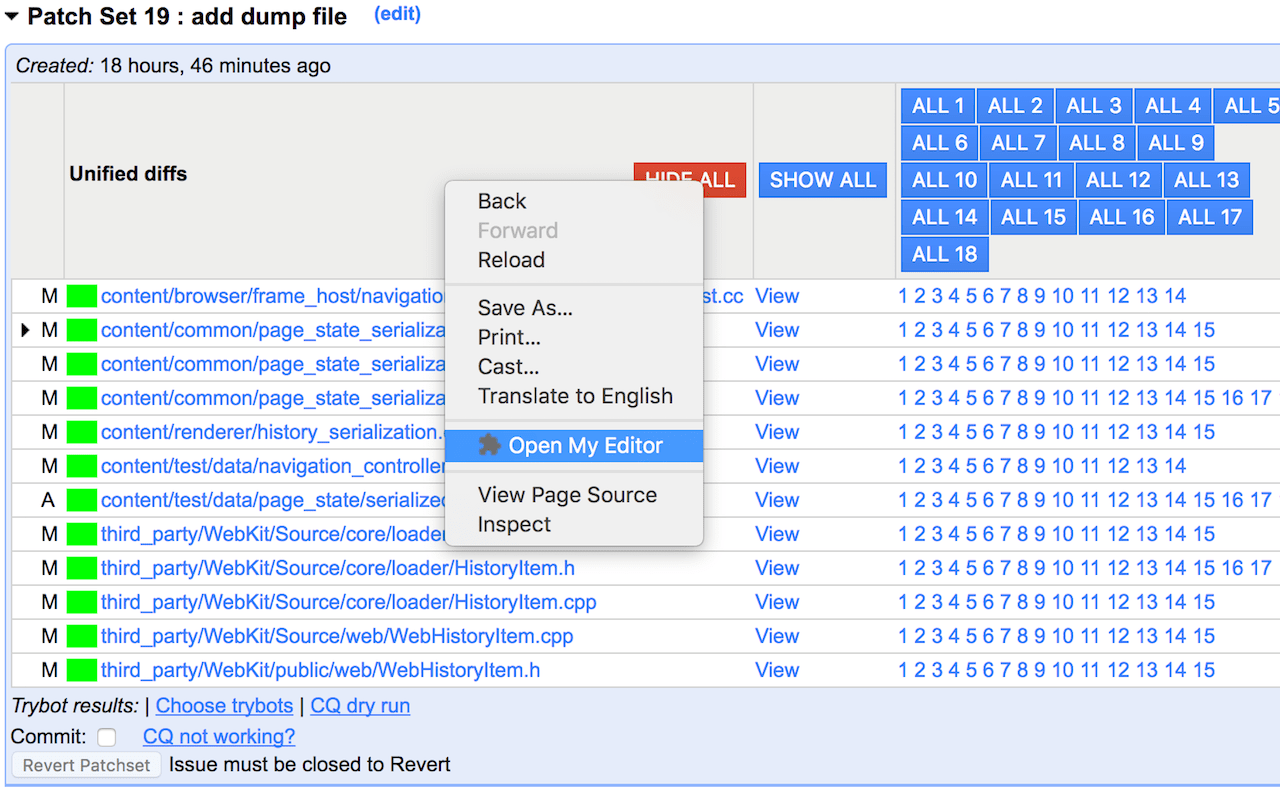 Patch Set 19 : add dump file (edit)
Created: 18 hours, 46 minutes ago
Unified diffs
HIDE ALL
SHOW ALL
ALL 1 ALL 2 ALL 3 ALL 4 ALL 5
ALL 6 ALL 7 ALL 8 ALL 9
ALL 10 ALL 11 ALL 12 ALL 13
ALL 14 ALL 15 ALL 16 ALL 17
ALL 18
Back
Forward
Reload
Save As...
Print...
Cast...
Translate to English
Open My Editor
View Page Source
Inspect
M content/browser/frame_host/navigatio st.cc View 1 2 3 4 5 6 7 8 9 10 11 12 13 14
M content/common/page_state_serializa View 1 2 3 4 5 6 7 8 9 10 11 12 13 14 15
M content/common/page_state_serializa View 1 2 3 4 5 6 7 8 9 10 11 12 13 14 15
M content/common/page_state_serializa View 1 2 3 4 5 6 7 8 9 10 11 12 13 14 15 16 17
M content/renderer/history_serialization. View 1 2 3 4 5 6 7 8 9 10 11 12 13 14 15
M content/test/data/navigation_controller View 1 2 3 4 5 6 7 8 9 10 11 12 13 14
A content/test/data/page_state/serialized View 1 2 3 4 5 6 7 8 9 10 11 12 13 14 15 16 17
M third_party/WebKit/Source/core/loader View 1 2 3 4 5 6 7 8 9 10 11 12 13 14 15
M third_party/WebKit/Source/core/loader/HistoryItem.h View 1 2 3 4 5 6 7 8 9 10 11 12 13 14 15 16 17
M third_party/WebKit/Source/core/loader/HistoryItem.cpp View 1 2 3 4 5 6 7 8 9 10 11 12 13 14 15
M third_party/WebKit/Source/web/WebHistoryItem.cpp View 1 2 3 4 5 6 7 8 9 10 11 12 13 14 15
M third_party/WebKit/public/web/WebHistoryItem.h View 1 2 3 4 5 6 7 8 9 10 11 12 13 14 15
Trybot results: | Choose trybots | CQ dry run
Commit: CQ not working?
Revert Patchset Issue must be closed to Revert